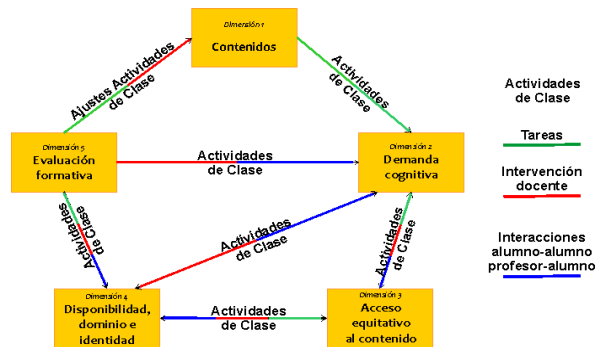 Dimensión 1
Contenidos
Ajustes Actividades
de Clase
Actividades
de Clase
Actividades
de Clase
Tareas
Dimensión 5
Evaluación
formativa
Actividades
de Clase
Dimensión 2
Demanda
cognitiva
Intervención
docente
Actividades
de Clase
Actividades
de Clase
Actividades
de Clase
Interacciones
alumno-alumno
profesor-alumno
Dimensión 4
Disponibilidad,
dominio e
identidad
Actividades
de Clase
Dimensión 3
Acceso
equitativo
al contenido